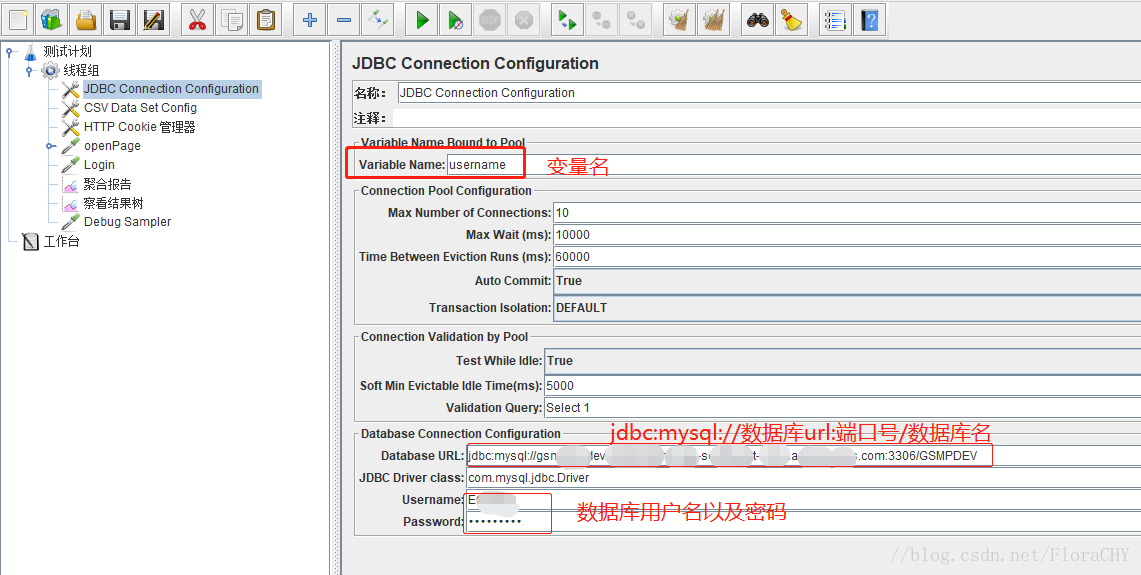 STOP
测试计划
线程组
JDBC Connection Configuration
CSV Data Set Config
HTTP Cookie 管理器
openPage
Login
聚合报告
察看结果树
Debug Sampler
工作台
JDBC Connection Configuration
名称: JDBC Connection Configuration
注释:
Variable Name Bound to Pool
Variable Name: username 变量名
Connection Pool Configuration
Max Number of Connections: 10
Max Wait (ms): 10000
Time Between Eviction Runs (ms): 60000
Auto Commit: True
Transaction Isolation: DEFAULT
Connection Validation by Pool
Test While Idle: True
Soft Min Evictable Idle Time(ms): 5000
Validation Query: Select 1
jdbc:mysql://数据库url:端口号/数据库名
Database Connection Configuration
Database URL: jdbc:mysql://gsm dev .com:3306/GSMPDEV
JDBC Driver class: com.mysql.jdbc.Driver
Username: E
Password: •••••••••
数据库用户名以及密码
//blog.csdn.net/FloraCHY